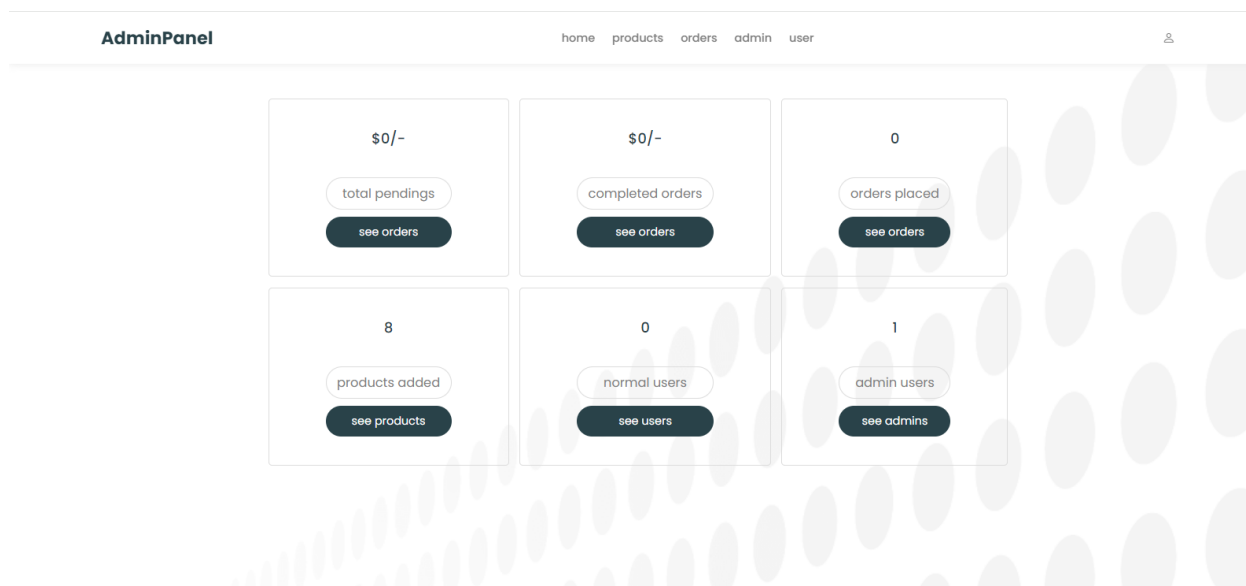 AdminPanel home products orders admin user
$0/- $0/- 0
total pendings completed orders orders placed
see orders see orders see orders
8 0 1
products added normal users admin users
see products see users see admins